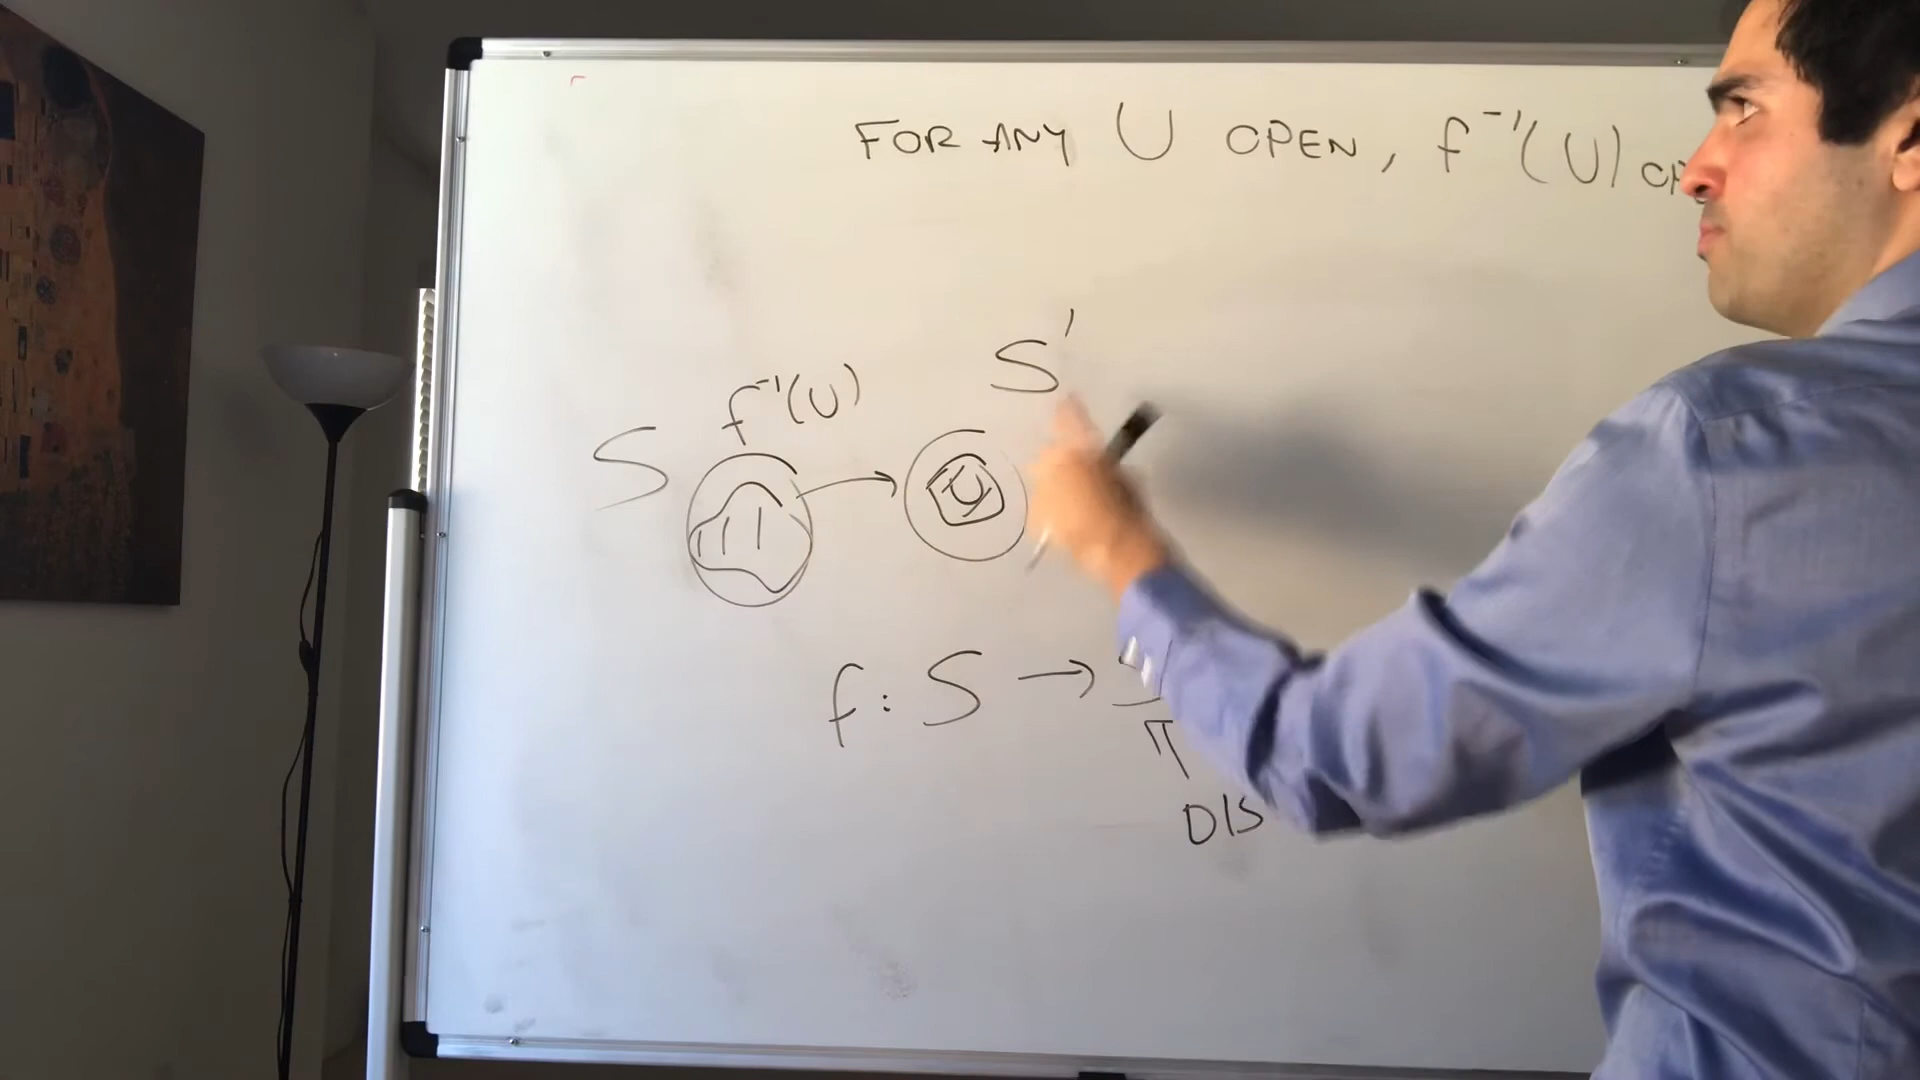 FOR ANY U OPEN, f⁻¹(U)
S'
f⁻¹(U)
S
U
f: S →
DIS